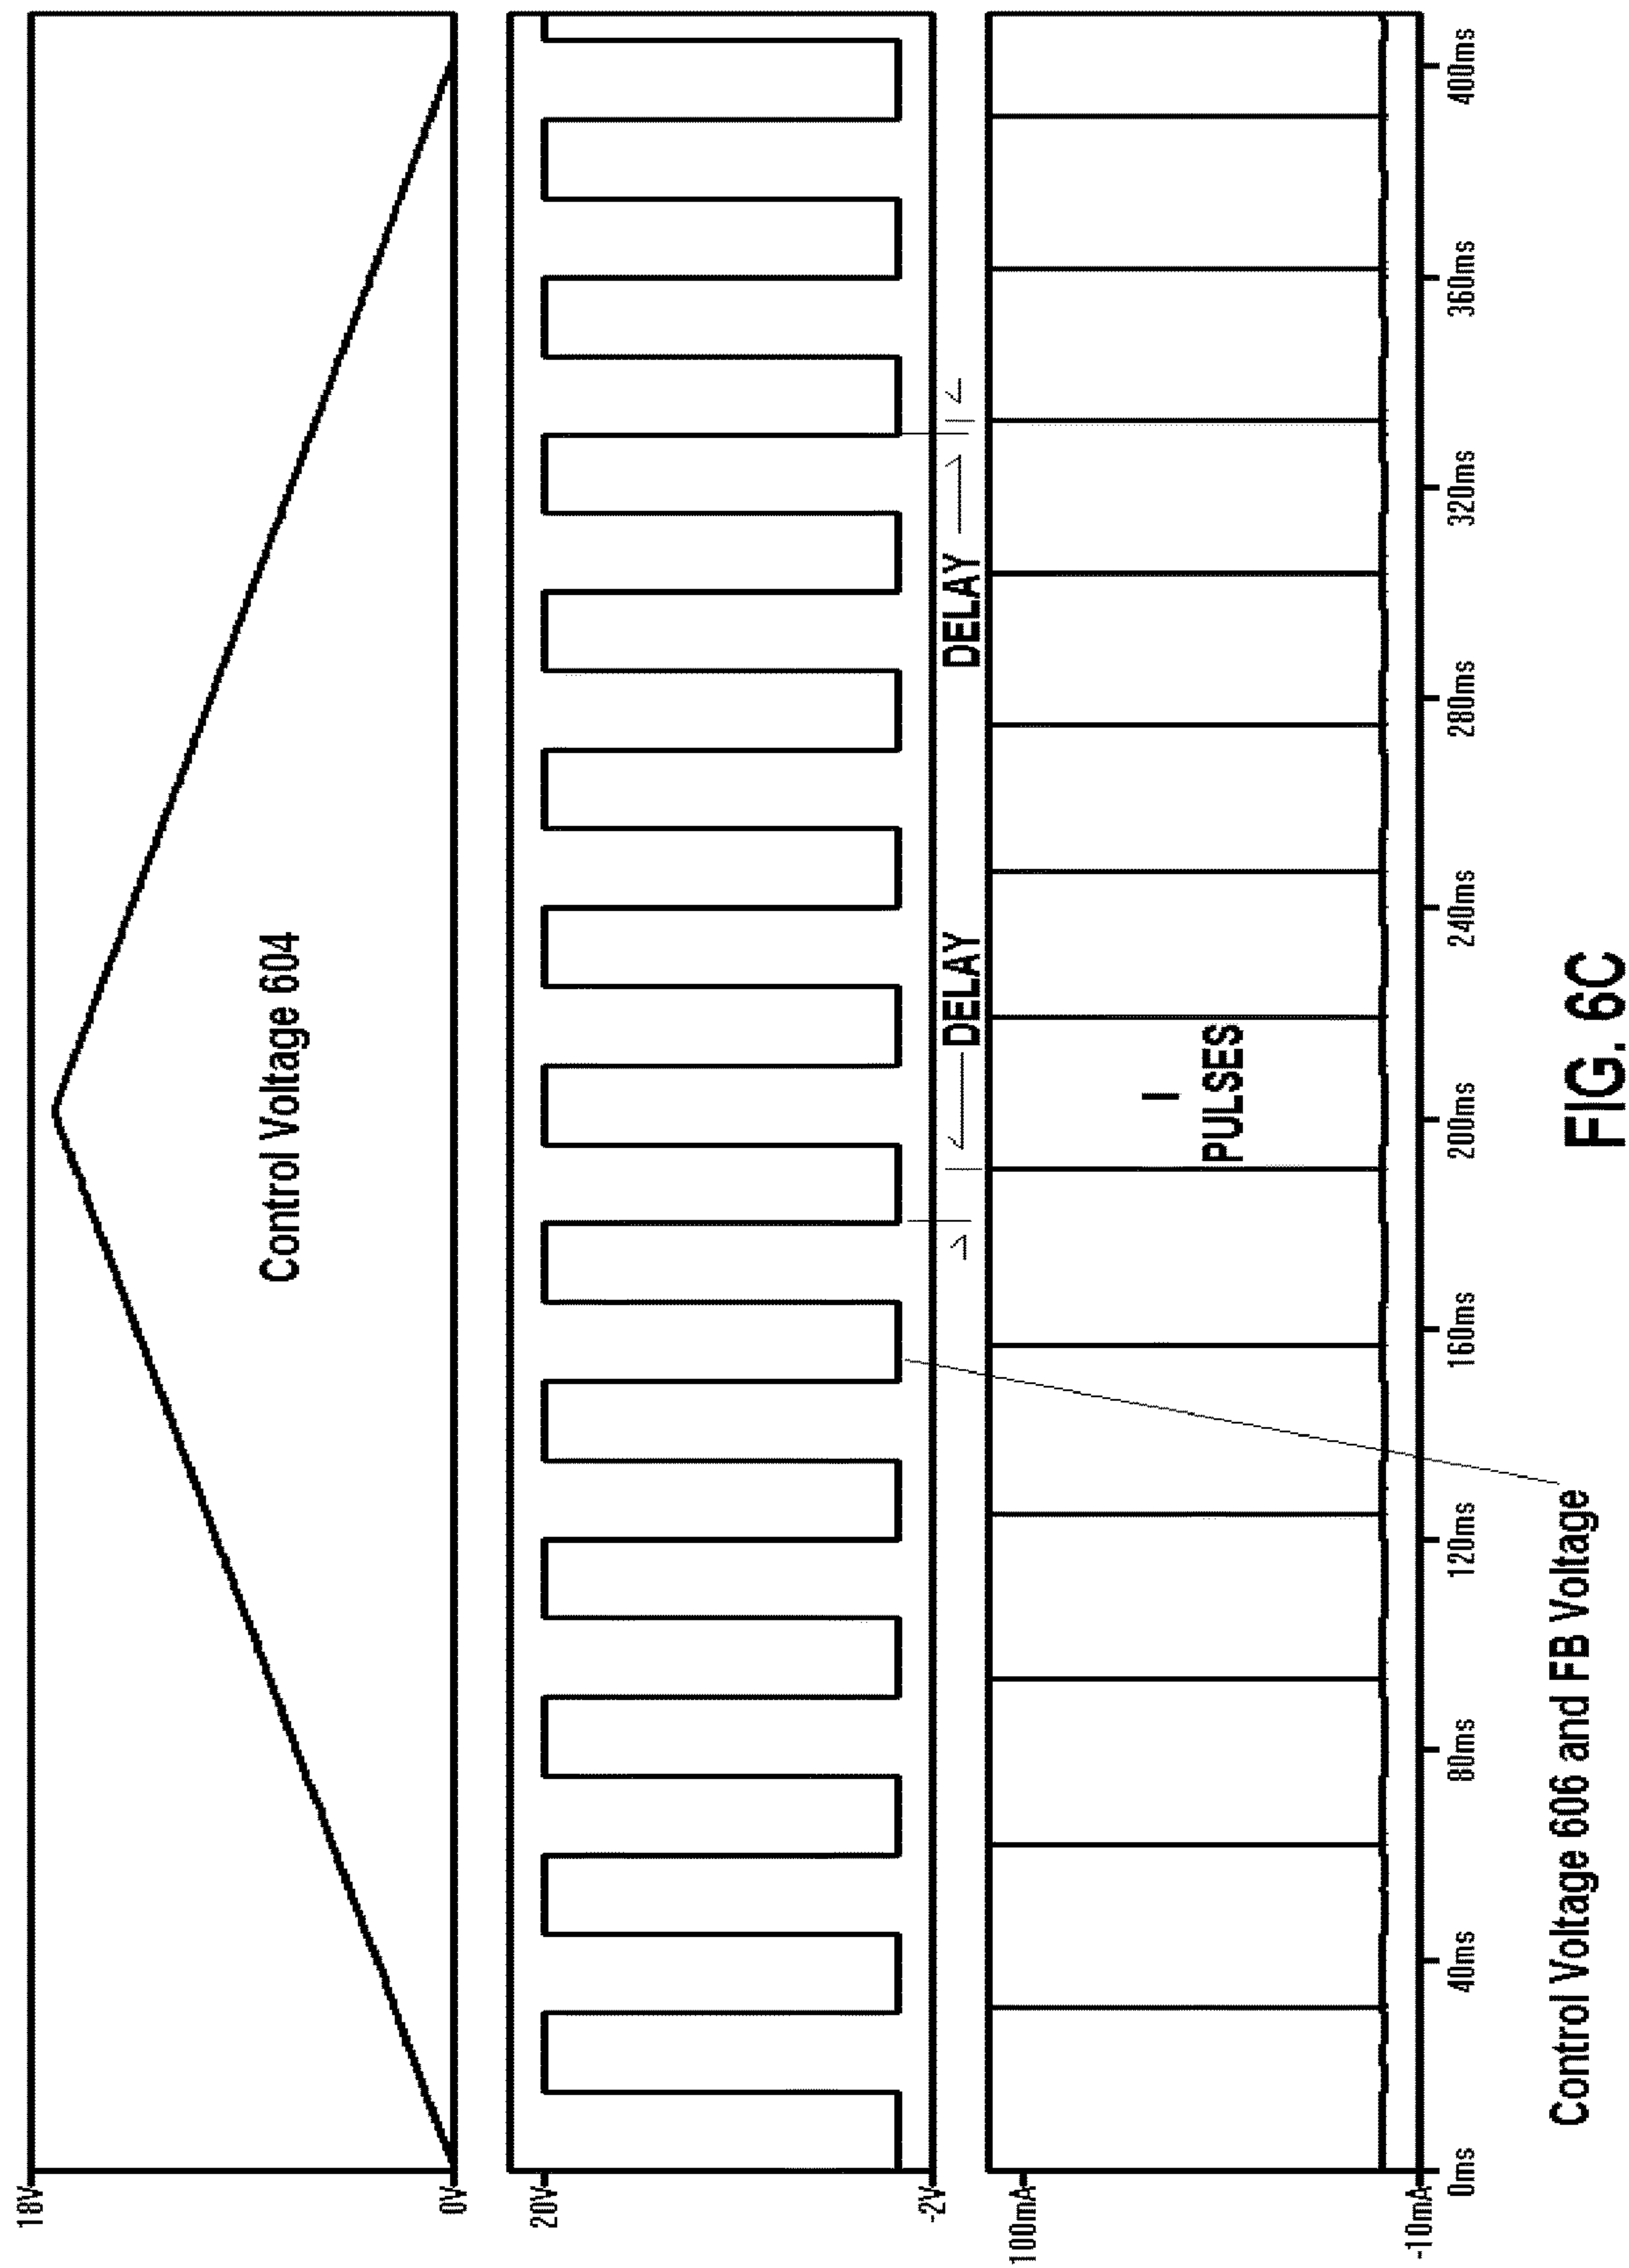 18V
Control Voltage 604
0V
20V
-2V
DELAY
DELAY
100mA
I
PULSES
-10mA
0ms
40ms
80ms
120ms
160ms
200ms
240ms
280ms
320ms
360ms
400ms
Control Voltage 606 and FB Voltage
FIG. 6C